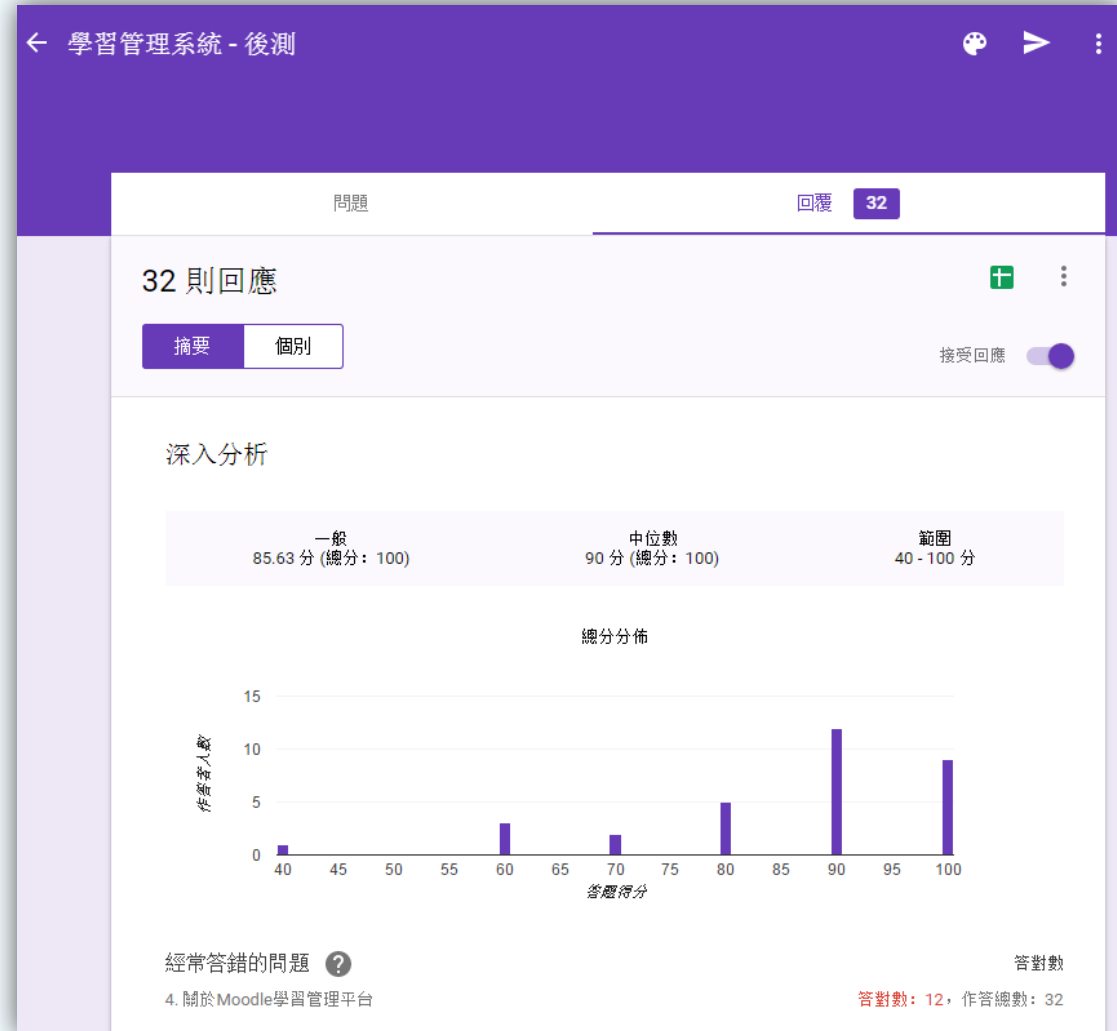 學習管理系統 - 後測
問題
回覆 32
32 則回應
摘要 個別
接受回應
深入分析
一般 中位數 範圍
85.63 分 (總分：100) 90 分 (總分：100) 40 - 100 分
總分分佈
作答者人數
15
10
5
0
40 45 50 55 60 65 70 75 80 85 90 95 100
答題得分
經常答錯的問題 ? 答對數
4. 關於Moodle學習管理平台 答對數：12，作答總數：32